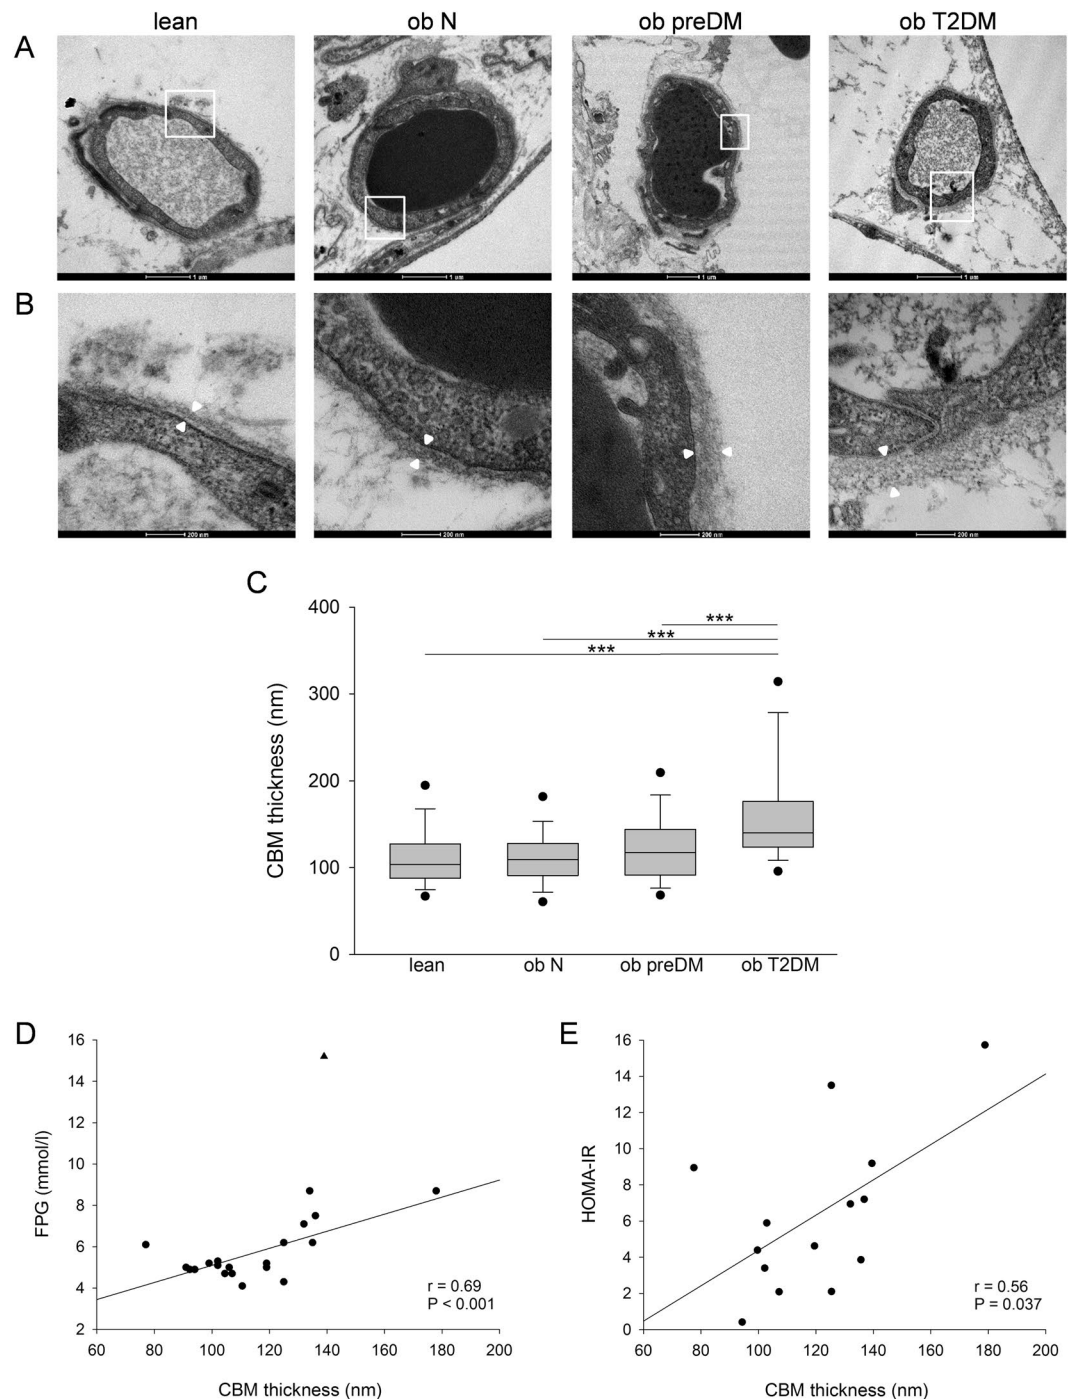 lean ob N ob preDM ob T2DM
A
1 µm 1 µm 1 µm 1 µm
B
200 nm 200 nm 200 nm 200 nm
C
CBM thickness (nm)
400
300
200
100
0
***
***
***
lean ob N ob preDM ob T2DM
D
FPG (mmol/l)
16
14
12
10
8
6
4
2
r = 0.69
P < 0.001
60 80 100 120 140 160 180 200
CBM thickness (nm)
E
HOMA-IR
16
14
12
10
8
6
4
2
0
r = 0.56
P = 0.037
60 80 100 120 140 160 180 200
CBM thickness (nm)